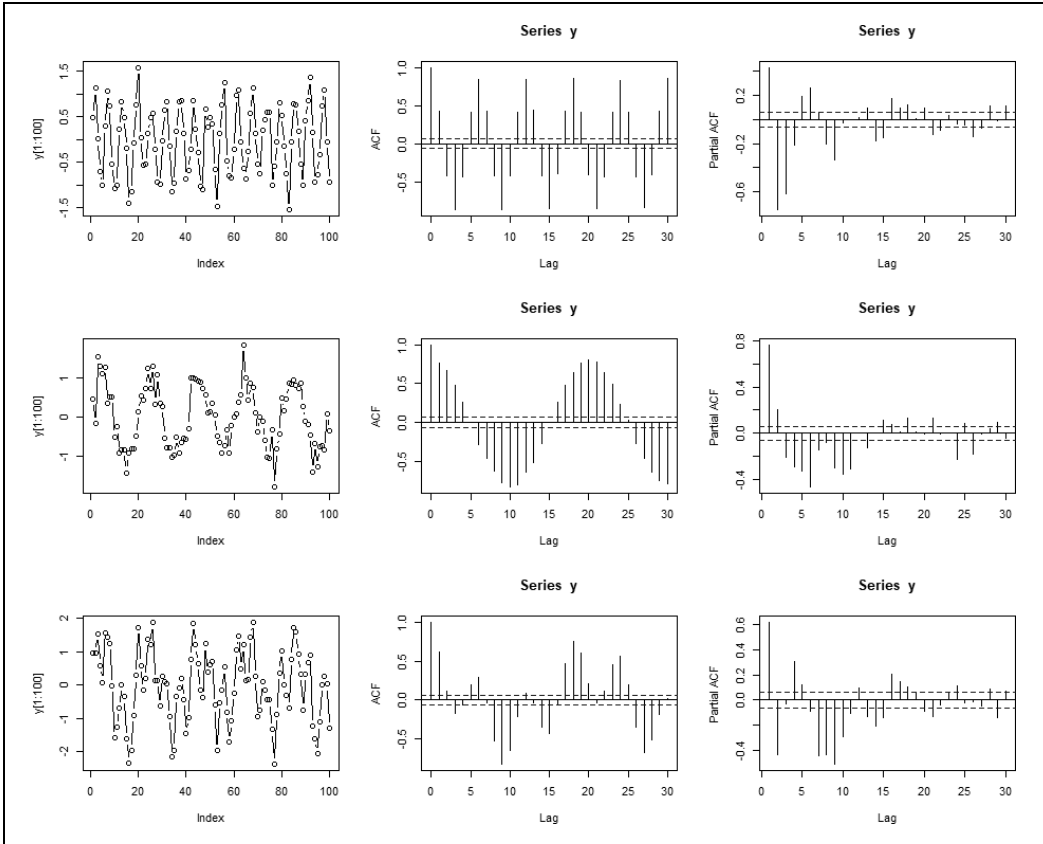 y[1:100]
-1.5 -0.5 0.5 1.5
0 20 40 60 80 100
Index
Series y
ACF
-0.5 0.0 0.5 1.0
0 5 10 15 20 25 30
Lag
Series y
Partial ACF
-0.6 -0.2 0.2
0 5 10 15 20 25 30
Lag
y[1:100]
-1 0 1
0 20 40 60 80 100
Index
Series y
ACF
-0.5 0.0 0.5 1.0
0 5 10 15 20 25 30
Lag
Series y
Partial ACF
-0.4 0.0 0.4 0.8
0 5 10 15 20 25 30
Lag
y[1:100]
-2 -1 0 1 2
0 20 40 60 80 100
Index
Series y
ACF
-0.5 0.0 0.5 1.0
0 5 10 15 20 25 30
Lag
Series y
Partial ACF
-0.4 0.0 0.2 0.4 0.6
0 5 10 15 20 25 30
Lag